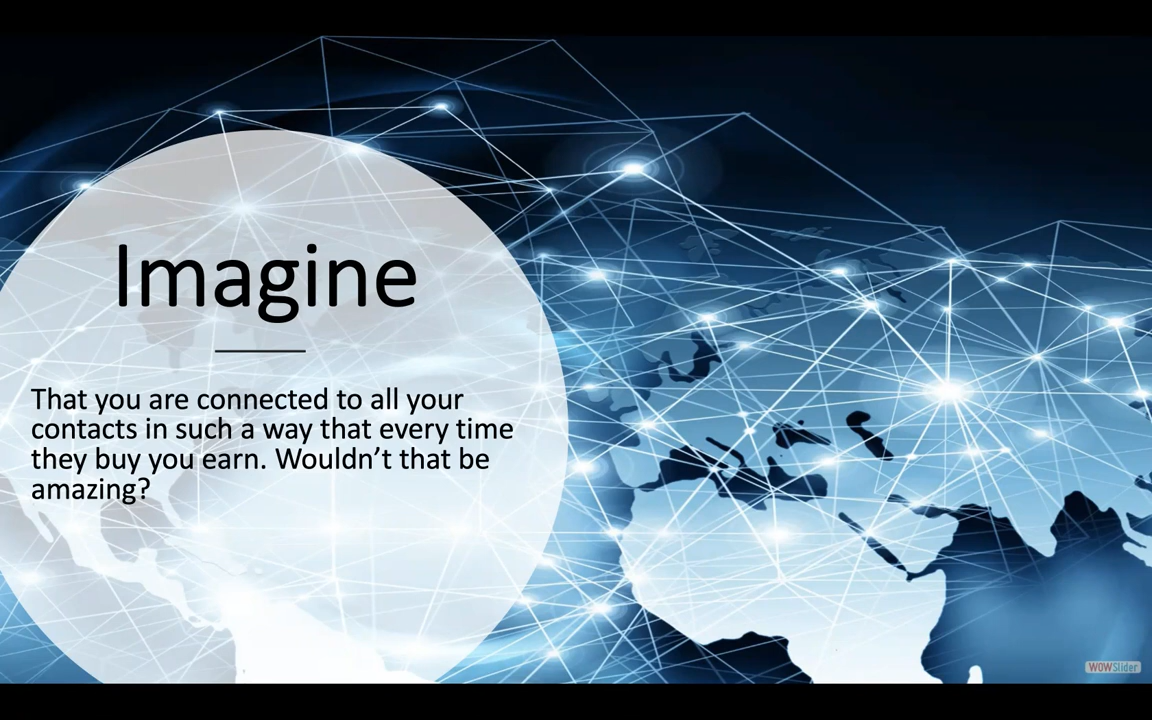 Imagine
That you are connected to all your
contacts in such a way that every time
they buy you earn. Wouldn’t that be
amazing?
WOWSlider